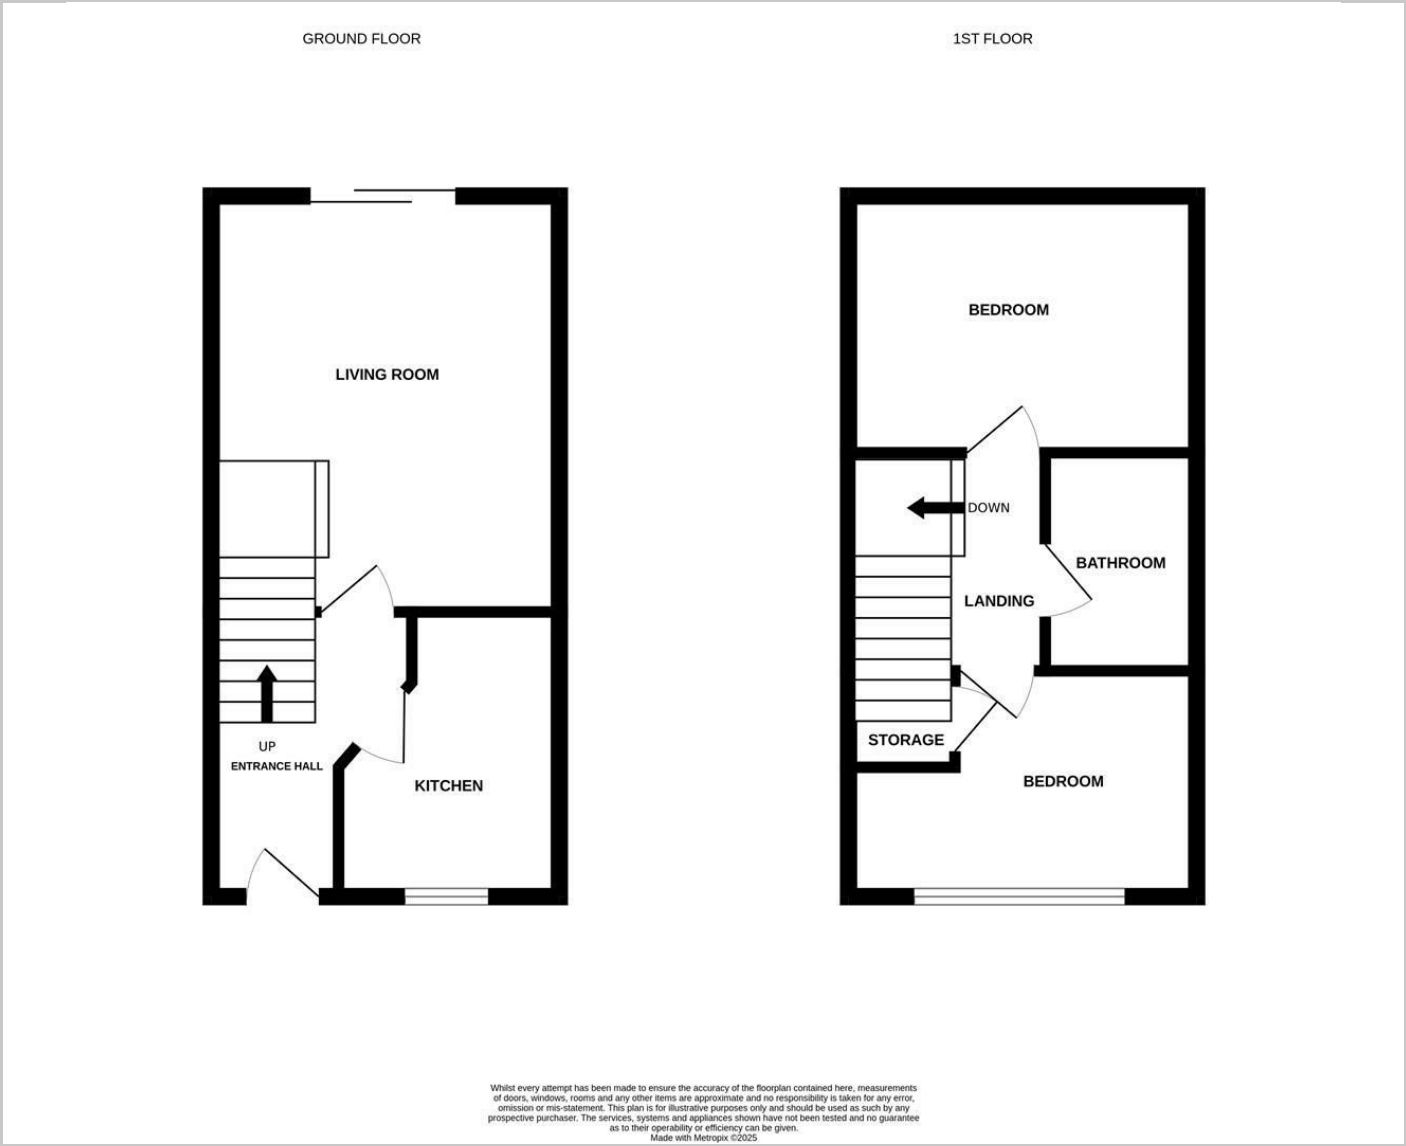 GROUND FLOOR
1ST FLOOR
LIVING ROOM
UP
ENTRANCE HALL
KITCHEN
BEDROOM
DOWN
BATHROOM
LANDING
STORAGE
BEDROOM
Whilst every attempt has been made to ensure the accuracy of the floorplan contained here, measurements
of doors, windows, rooms and any other items are approximate and no responsibility is taken for any error,
omission or mis-statement. This plan is for illustrative purposes only and should be used as such by any
prospective purchaser. The services, systems and appliances shown have not been tested and no guarantee
as to their operability or efficiency can be given.
Made with Metropix ©2025